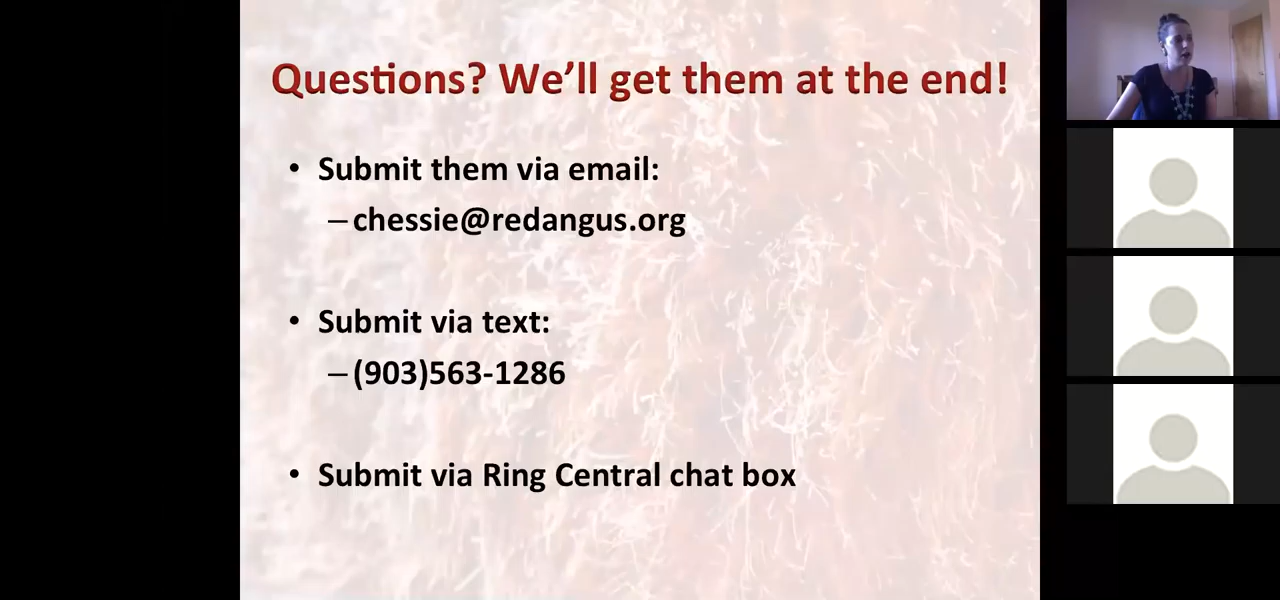 Questions? We'll get them at the end!
• Submit them via email:
–chessie@redangus.org
• Submit via text:
–(903)563-1286
• Submit via Ring Central chat box